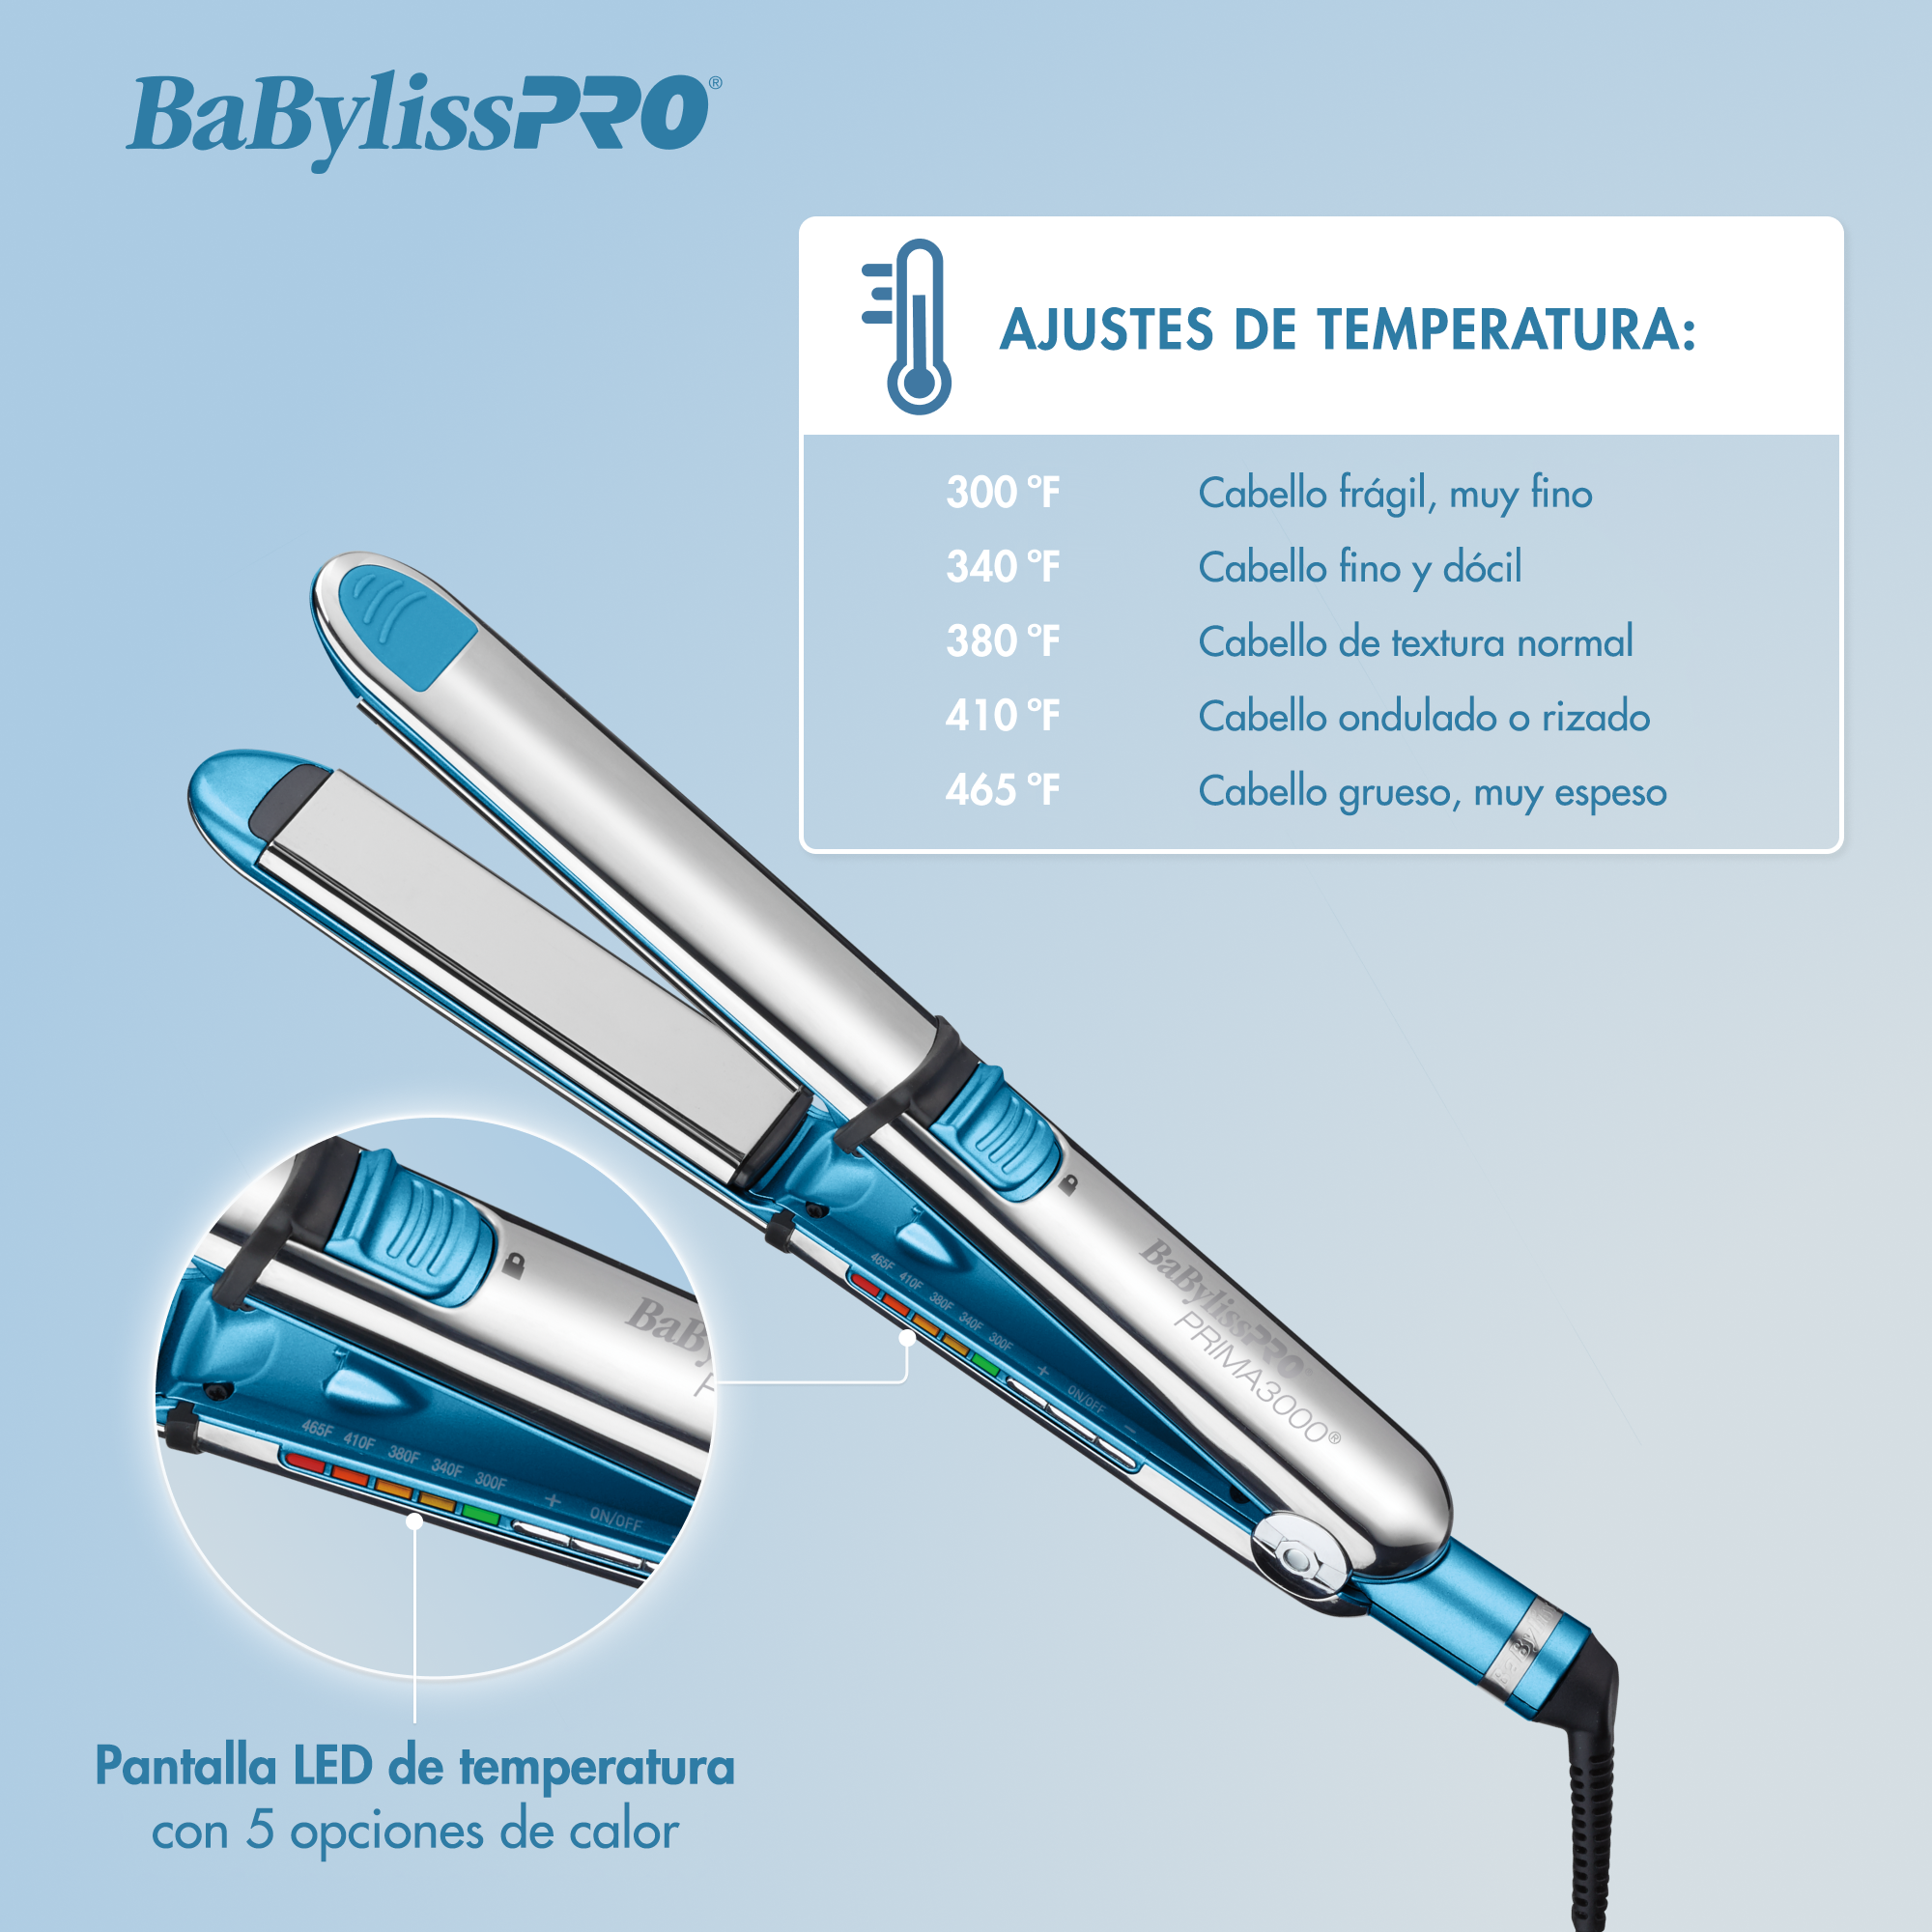 BaBylissPRO®
AJUSTES DE TEMPERATURA:
300 °F Cabello frágil, muy fino
340 °F Cabello fino y dócil
380 °F Cabello de textura normal
410 °F Cabello ondulado o rizado
465 °F Cabello grueso, muy espeso
465F 410F 380F 340F 300F + ON/OFF –
BaBylissPRO®
PRIMA3000®
BaBy
465F 410F 380F 340F 300F + ON/OFF
Pantalla LED de temperatura
con 5 opciones de calor